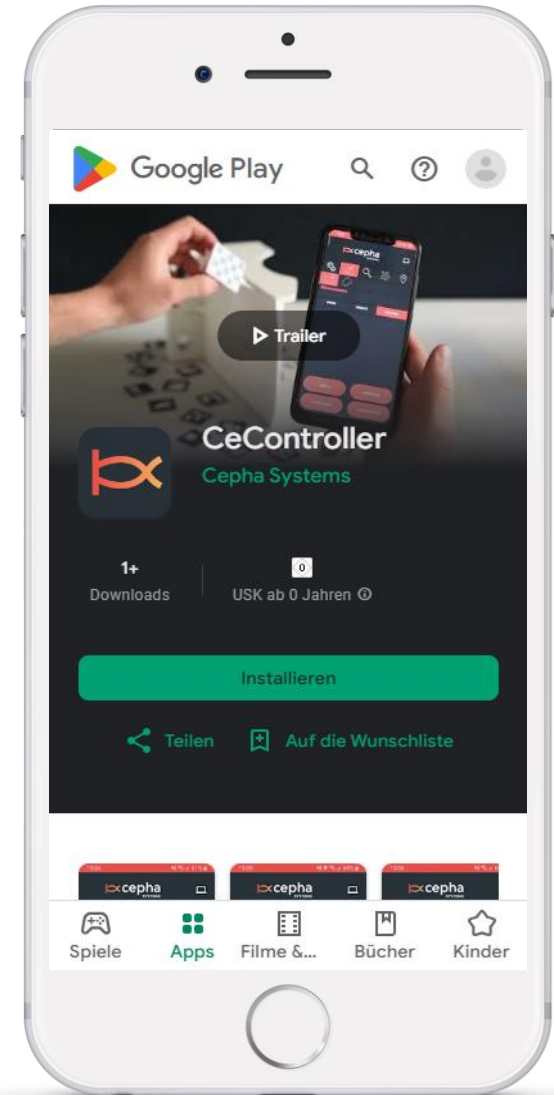 Google Play
cepha
Trailer
CeController
Cepha Systems
1+
0
Downloads
USK ab 0 Jahren
Installieren
Teilen
Auf die Wunschliste
cepha
cepha
cepha
Spiele
Apps
Filme &...
Bücher
Kinder